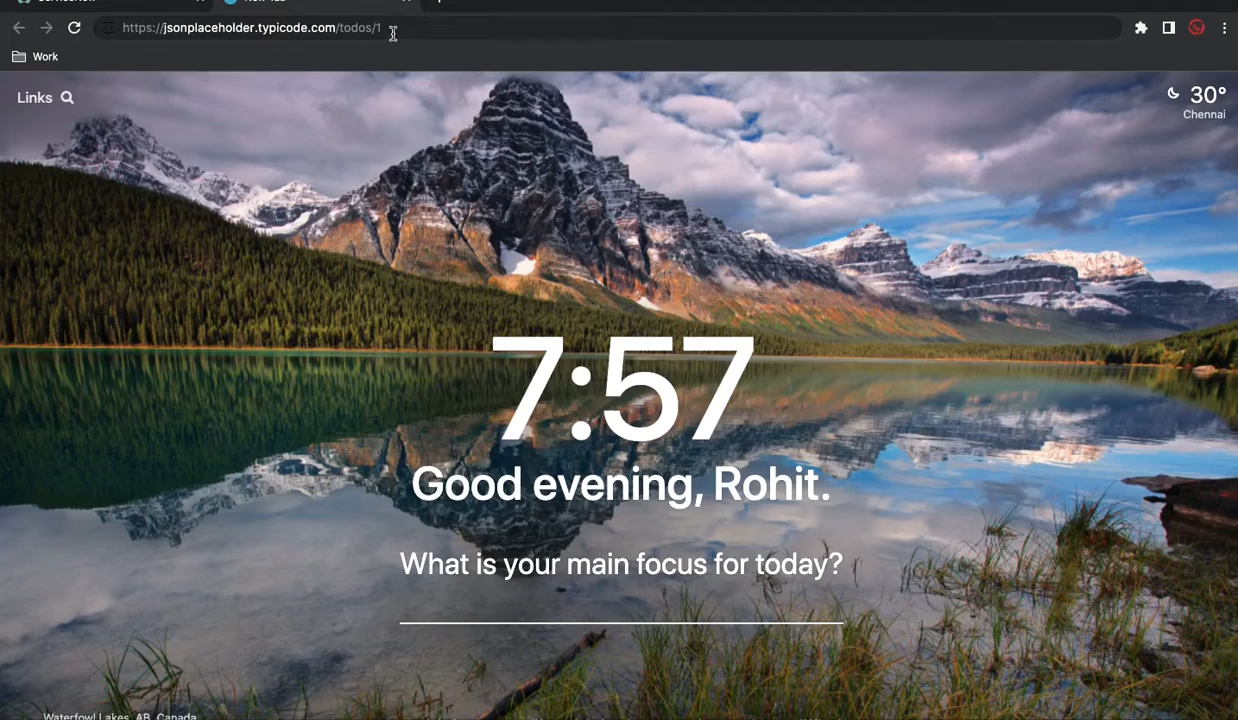 https://jsonplaceholder.typicode.com/todos/1
Work
Links
30°
Chennai
7:57
Good evening, Rohit.
What is your main focus for today?
Waterfowl Lakes, AB, Canada